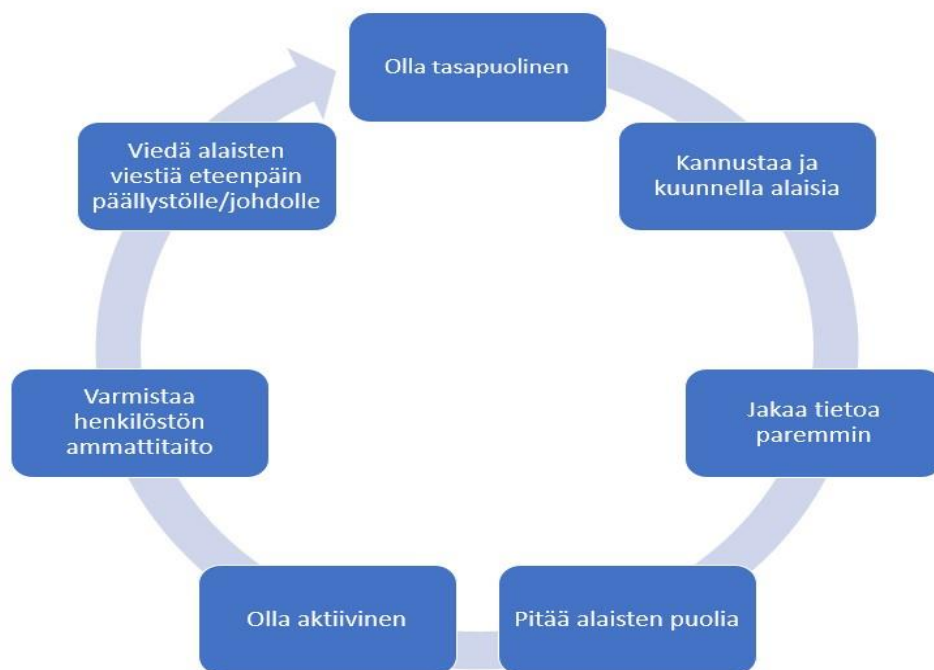 Olla tasapuolinen
Kannustaa ja
kuunnella alaisia
Jakaa tietoa
paremmin
Pitää alaisten puolia
Olla aktiivinen
Varmistaa
henkilöstön
ammattitaito
Viedä alaisten
viestiä eteenpäin
päällystölle/johdolle